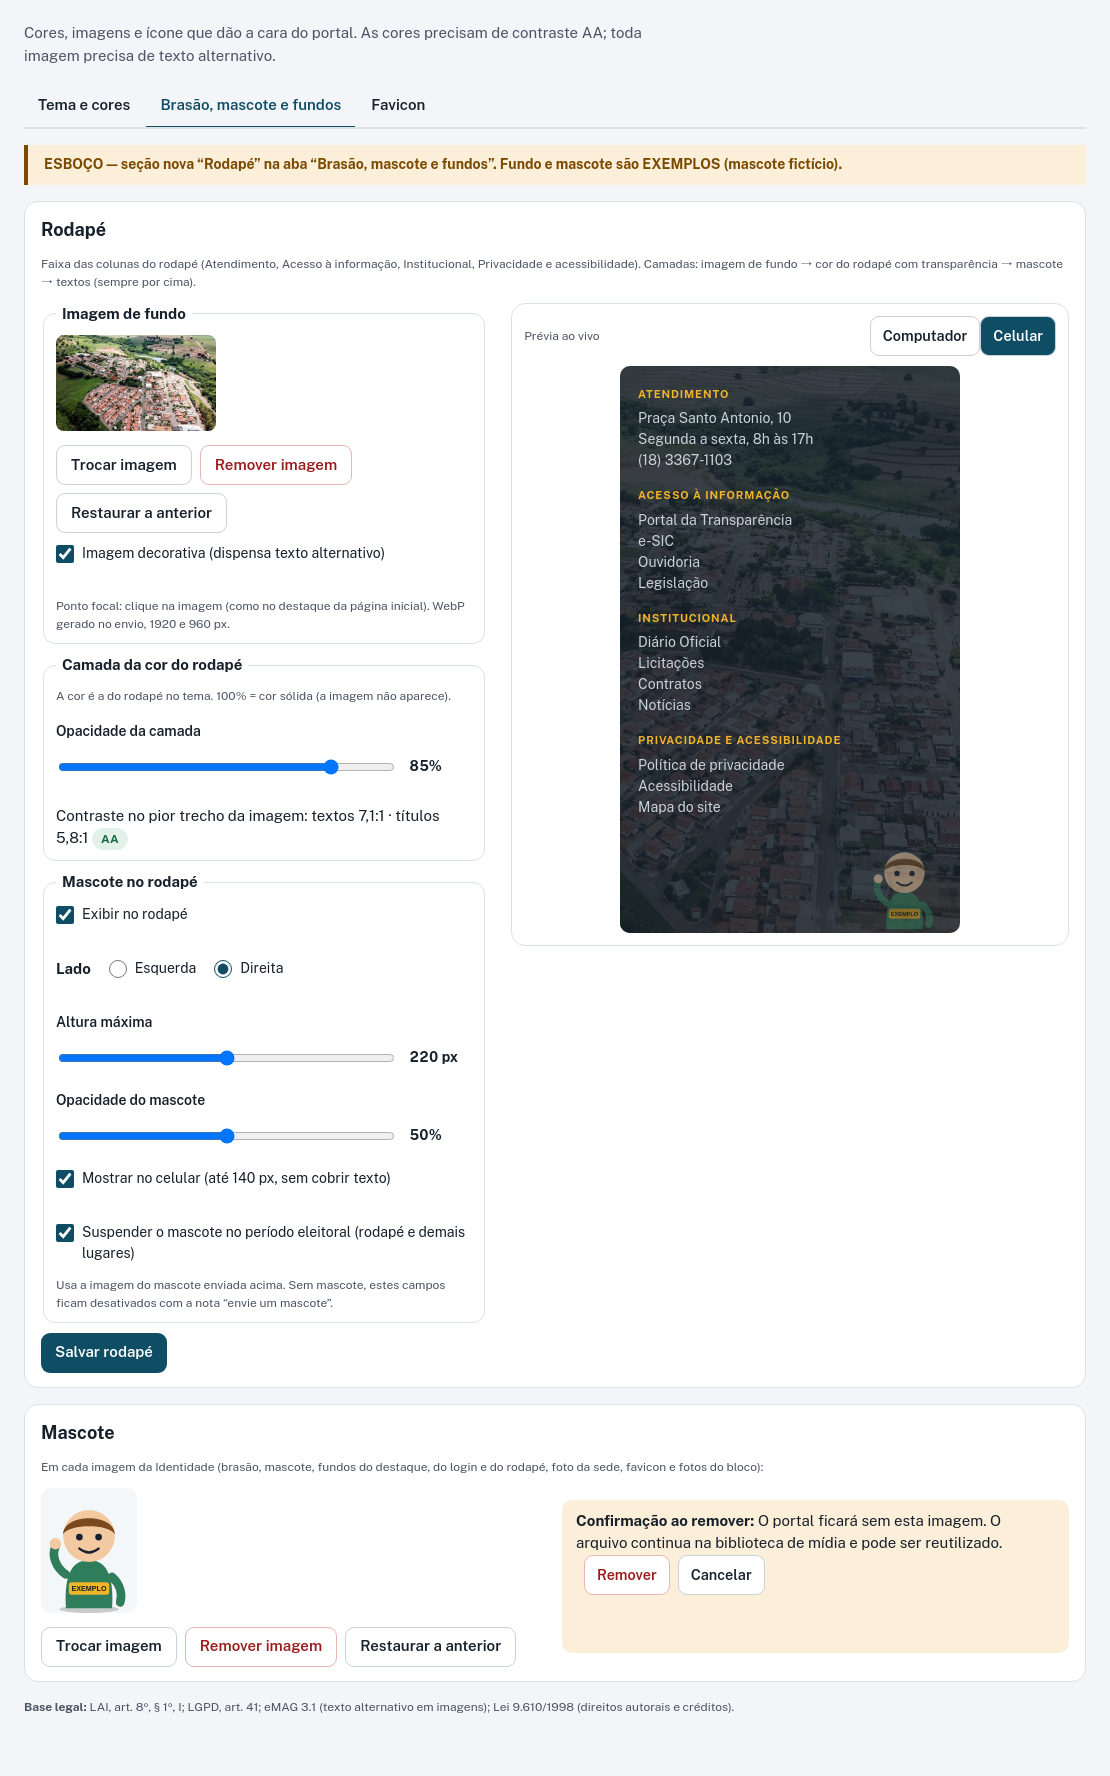 Cores, imagens e ícone que dão a cara do portal. As cores precisam de contraste AA; toda
imagem precisa de texto alternativo.
Tema e cores
Brasão, mascote e fundos
Favicon
ESBOÇO — seção nova “Rodapé” na aba “Brasão, mascote e fundos”. Fundo e mascote são EXEMPLOS (mascote fictício).
Rodapé
Faixa das colunas do rodapé (Atendimento, Acesso à informação, Institucional, Privacidade e acessibilidade). Camadas: imagem de fundo → cor do rodapé com transparência → mascote
→ textos (sempre por cima).
Imagem de fundo
Trocar imagem
Remover imagem
Restaurar a anterior
Imagem decorativa (dispensa texto alternativo)
Ponto focal: clique na imagem (como no destaque da página inicial). WebP
gerado no envio, 1920 e 960 px.
Camada da cor do rodapé
A cor é a do rodapé no tema. 100% = cor sólida (a imagem não aparece).
Opacidade da camada
85%
Contraste no pior trecho da imagem: textos 7,1:1 · títulos
5,8:1 AA
Mascote no rodapé
Exibir no rodapé
Lado
Esquerda
Direita
Altura máxima
220 px
Opacidade do mascote
50%
Mostrar no celular (até 140 px, sem cobrir texto)
Suspender o mascote no período eleitoral (rodapé e demais
lugares)
Usa a imagem do mascote enviada acima. Sem mascote, estes campos
ficam desativados com a nota “envie um mascote”.
Prévia ao vivo
Computador
Celular
ATENDIMENTO
Praça Santo Antonio, 10
Segunda a sexta, 8h às 17h
(18) 3367-1103
ACESSO À INFORMAÇÃO
Portal da Transparência
e-SIC
Ouvidoria
Legislação
INSTITUCIONAL
Diário Oficial
Licitações
Contratos
Notícias
PRIVACIDADE E ACESSIBILIDADE
Política de privacidade
Acessibilidade
Mapa do site
EXEMPLO
Salvar rodapé
Mascote
Em cada imagem da Identidade (brasão, mascote, fundos do destaque, do login e do rodapé, foto da sede, favicon e fotos do bloco):
EXEMPLO
Trocar imagem
Remover imagem
Restaurar a anterior
Confirmação ao remover: O portal ficará sem esta imagem. O
arquivo continua na biblioteca de mídia e pode ser reutilizado.
Remover
Cancelar
Base legal: LAI, art. 8º, § 1º, I; LGPD, art. 41; eMAG 3.1 (texto alternativo em imagens); Lei 9.610/1998 (direitos autorais e créditos).